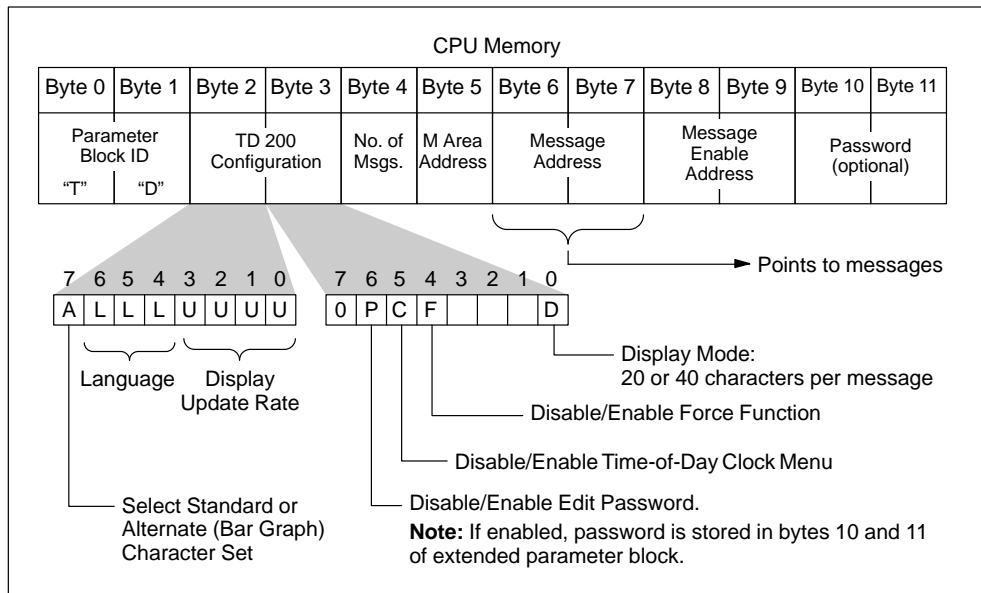 CPU Memory
Byte 0 Byte 1 Byte 2 Byte 3 Byte 4 Byte 5 Byte 6 Byte 7 Byte 8 Byte 9 Byte 10 Byte 11
Parameter
Block ID
“T” “D”
TD 200
Configuration
No. of
Msgs.
M Area
Address
Message
Address
Message
Enable
Address
Password
(optional)
Points to messages
7 6 5 4 3 2 1 0
A L L L U U U U
7 6 5 4 3 2 1 0
0 P C F D
Language
Display
Update Rate
Display Mode:
20 or 40 characters per message
Disable/Enable Force Function
Disable/Enable Time-of-Day Clock Menu
Select Standard or
Alternate (Bar Graph)
Character Set
Disable/Enable Edit Password.
Note: If enabled, password is stored in bytes 10 and 11
of extended parameter block.